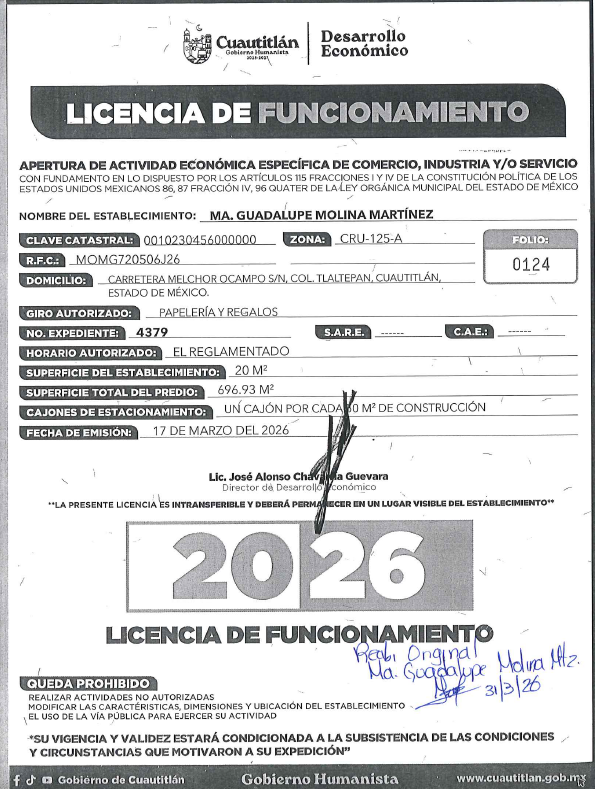 Cuautitlán
Gobierno Humanista
2025-2027
Desarrollo
Económico
LICENCIA DE FUNCIONAMIENTO
APERTURA DE ACTIVIDAD ECONÓMICA ESPECÍFICA DE COMERCIO, INDUSTRIA Y/O SERVICIO
CON FUNDAMENTO EN LO DISPUESTO POR LOS ARTÍCULOS 115 FRACCIONES I Y IV DE LA CONSTITUCIÓN POLÍTICA DE LOS
ESTADOS UNIDOS MEXICANOS 86, 87 FRACCIÓN IV, 96 QUATER DE LA LEY ORGÁNICA MUNICIPAL DEL ESTADO DE MÉXICO
NOMBRE DEL ESTABLECIMIENTO: MA. GUADALUPE MOLINA MARTÍNEZ
CLAVE CATASTRAL: 0010230456000000 ZONA: CRU-125-A
FOLIO:
0124
R.F.C.: MOMG720506J26
DOMICILIO: CARRETERA MELCHOR OCAMPO S/N, COL. TLALTEPAN, CUAUTITLÁN,
ESTADO DE MÉXICO.
GIRO AUTORIZADO: PAPELERÍA Y REGALOS
NO. EXPEDIENTE: 4379 S.A.R.E.: ------ C.A.E.: ------
HORARIO AUTORIZADO: EL REGLAMENTADO
SUPERFICIE DEL ESTABLECIMIENTO: 20 M²
SUPERFICIE TOTAL DEL PREDIO: 696.93 M²
CAJONES DE ESTACIONAMIENTO: UN CAJÓN POR CADA M² DE CONSTRUCCIÓN
FECHA DE EMISIÓN: 17 DE MARZO DEL 2026
Lic. José Alonso Guevara
Director de Desarrollo Económico
**LA PRESENTE LICENCIA ES INTRANSFERIBLE Y DEBERÁ PERMANECER EN UN LUGAR VISIBLE DEL ESTABLECIMIENTO**
2026
LICENCIA DE FUNCIONAMIENTO
Recibi Original
Ma. Guadalupe Molina Mtz.
31/3/26
QUEDA PROHIBIDO
REALIZAR ACTIVIDADES NO AUTORIZADAS
MODIFICAR LAS CARACTERÍSTICAS, DIMENSIONES Y UBICACIÓN DEL ESTABLECIMIENTO
EL USO DE LA VÍA PÚBLICA PARA EJERCER SU ACTIVIDAD
"SU VIGENCIA Y VALIDEZ ESTARÁ CONDICIONADA A LA SUBSISTENCIA DE LAS CONDICIONES
Y CIRCUNSTANCIAS QUE MOTIVARON A SU EXPEDICIÓN"
Gobierno de Cuautitlán Gobierno Humanista www.cuautitlan.gob.mx